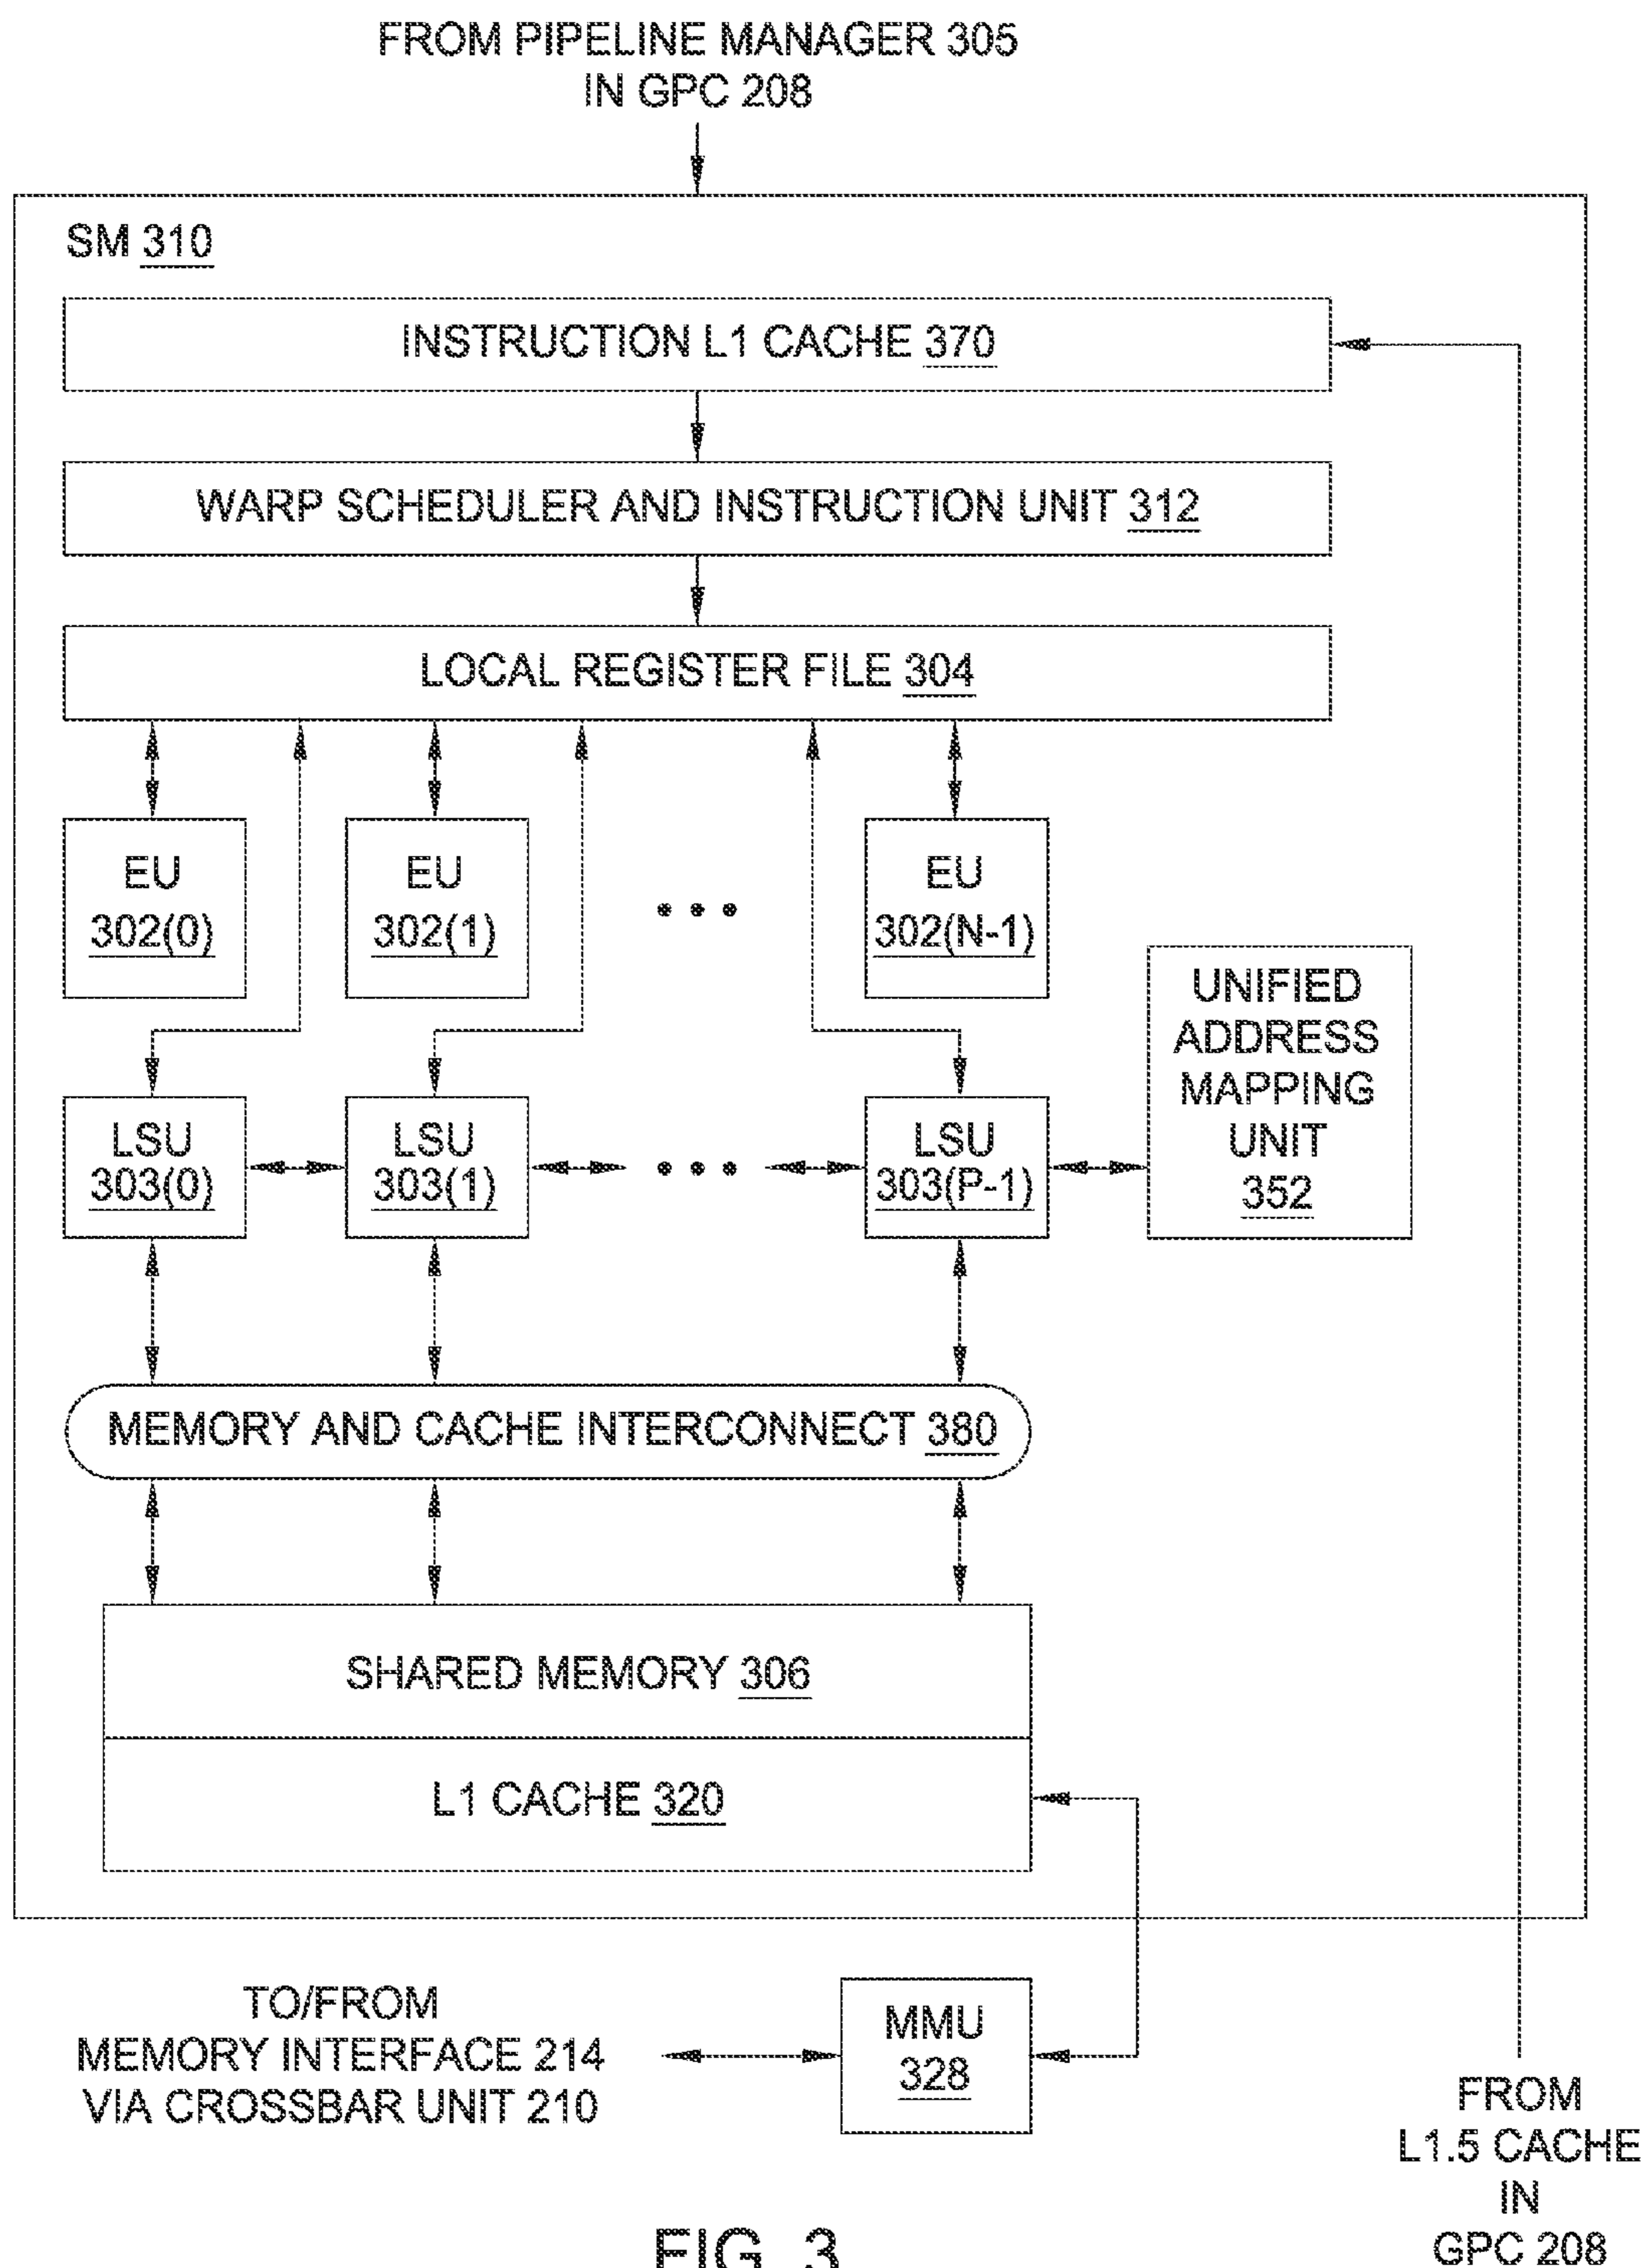 FROM PIPELINE MANAGER 305
IN GPC 208
SM 310
INSTRUCTION L1 CACHE 370
WARP SCHEDULER AND INSTRUCTION UNIT 312
LOCAL REGISTER FILE 304
EU
302(0)
EU
302(1)
• • •
EU
302(N-1)
UNIFIED
ADDRESS
MAPPING
UNIT
352
LSU
303(0)
LSU
303(1)
• • •
LSU
303(P-1)
MEMORY AND CACHE INTERCONNECT 380
SHARED MEMORY 306
L1 CACHE 320
TO/FROM
MEMORY INTERFACE 214
VIA CROSSBAR UNIT 210
MMU
328
FROM
L1.5 CACHE
IN
GPC 208
FIG. 3